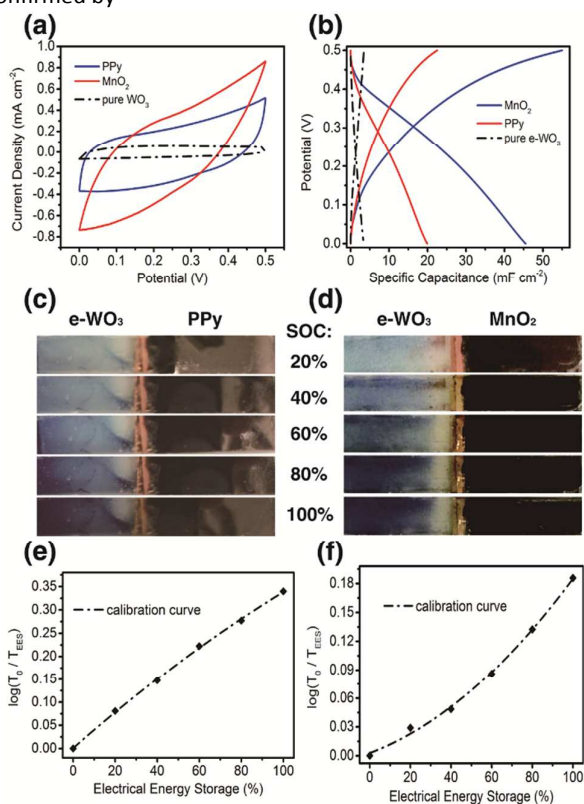 onfirmed by
(a)
PPy
MnO₂
pure WO₃
Current Density (mA cm⁻²)
1.0
0.8
0.6
0.4
0.2
0.0
-0.2
-0.4
-0.6
-0.8
0.0 0.1 0.2 0.3 0.4 0.5
Potential (V)
(b)
MnO₂
PPy
pure e-WO₃
Potential (V)
0.5
0.4
0.3
0.2
0.1
0.0
0 10 20 30 40 50
Specific Capacitance (mF cm⁻²)
(c)
e-WO₃ PPy
SOC:
20%
40%
60%
80%
100%
(d)
e-WO₃ MnO₂
(e)
calibration curve
log(T₀ / T_EES)
0.35
0.30
0.25
0.20
0.15
0.10
0.05
0.00
0 20 40 60 80 100
Electrical Energy Storage (%)
(f)
calibration curve
log(T₀ / T_EES)
0.18
0.15
0.12
0.09
0.06
0.03
0.00
0 20 40 60 80 100
Electrical Energy Storage (%)